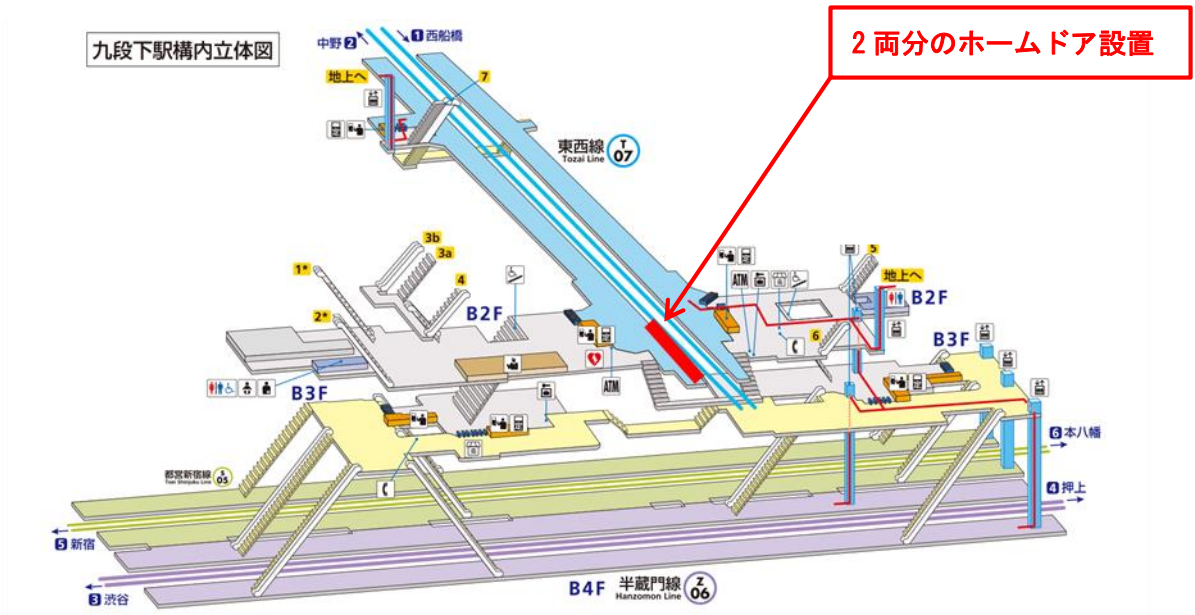 九段下駅構内立体図
中野2
1西船橋
2両分のホームドア設置
地上へ
7
東西線
Tozai Line
T
07
3b
3a
1*
4
2*
B2F
5
地上へ
B2F
ATM
6
B3F
ATM
B3F
都営新宿線
Toei Shinjuku Line
S
05
6本八幡
4押上
5新宿
3渋谷
B4F
半蔵門線
Hanzomon Line
Z
06